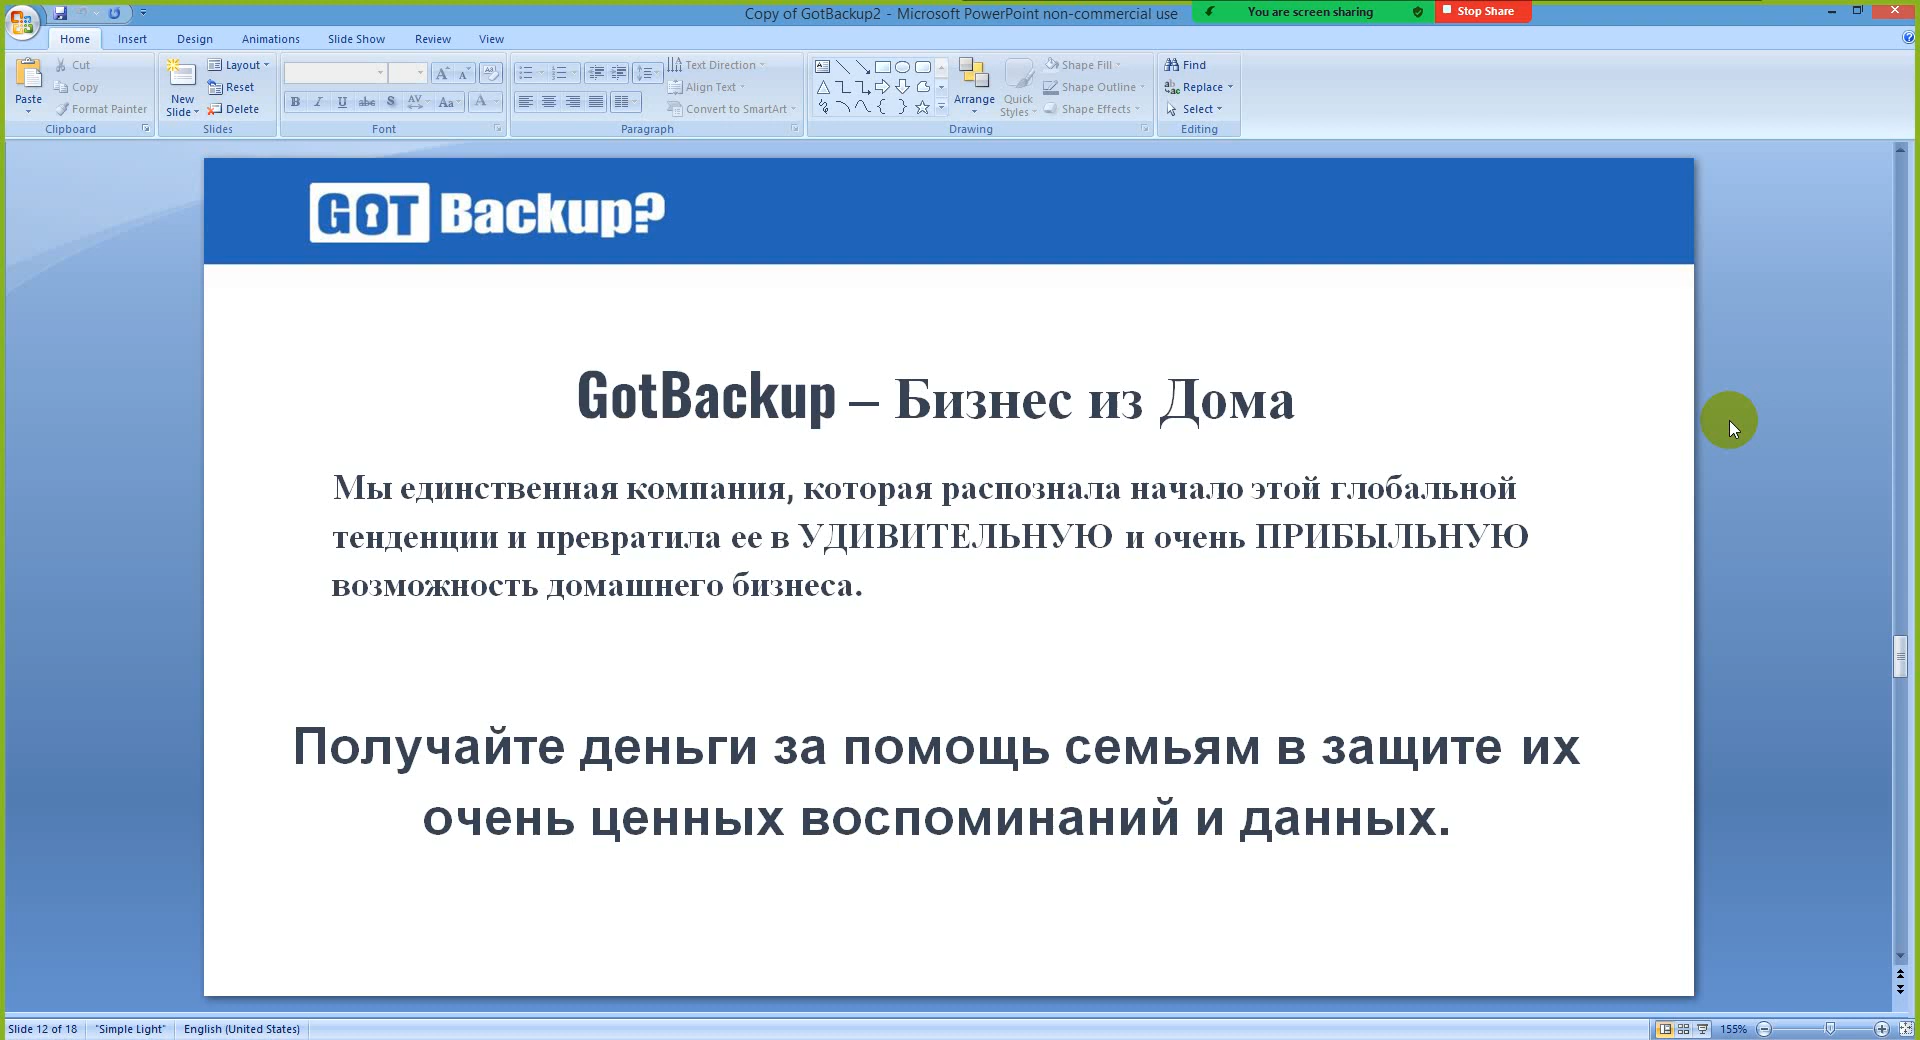 Copy of GotBackup2 - Microsoft PowerPoint non-commercial use
You are screen sharing
Stop Share
Home Insert Design Animations Slide Show Review View
Paste
Cut
Copy
Format Painter
Clipboard
New Slide
Layout
Reset
Delete
Slides
Font
Text Direction
Align Text
Convert to SmartArt
Paragraph
Arrange
Quick Styles
Shape Fill
Shape Outline
Shape Effects
Drawing
Find
Replace
Select
Editing
GOT Backup?
GotBackup – Бизнес из Дома
Мы единственная компания, которая распознала начало этой глобальной
тенденции и превратила ее в УДИВИТЕЛЬНУЮ и очень ПРИБЫЛЬНУЮ
возможность домашнего бизнеса.
Получайте деньги за помощь семьям в защите их
очень ценных воспоминаний и данных.
Slide 12 of 18 "Simple Light" English (United States) 155%